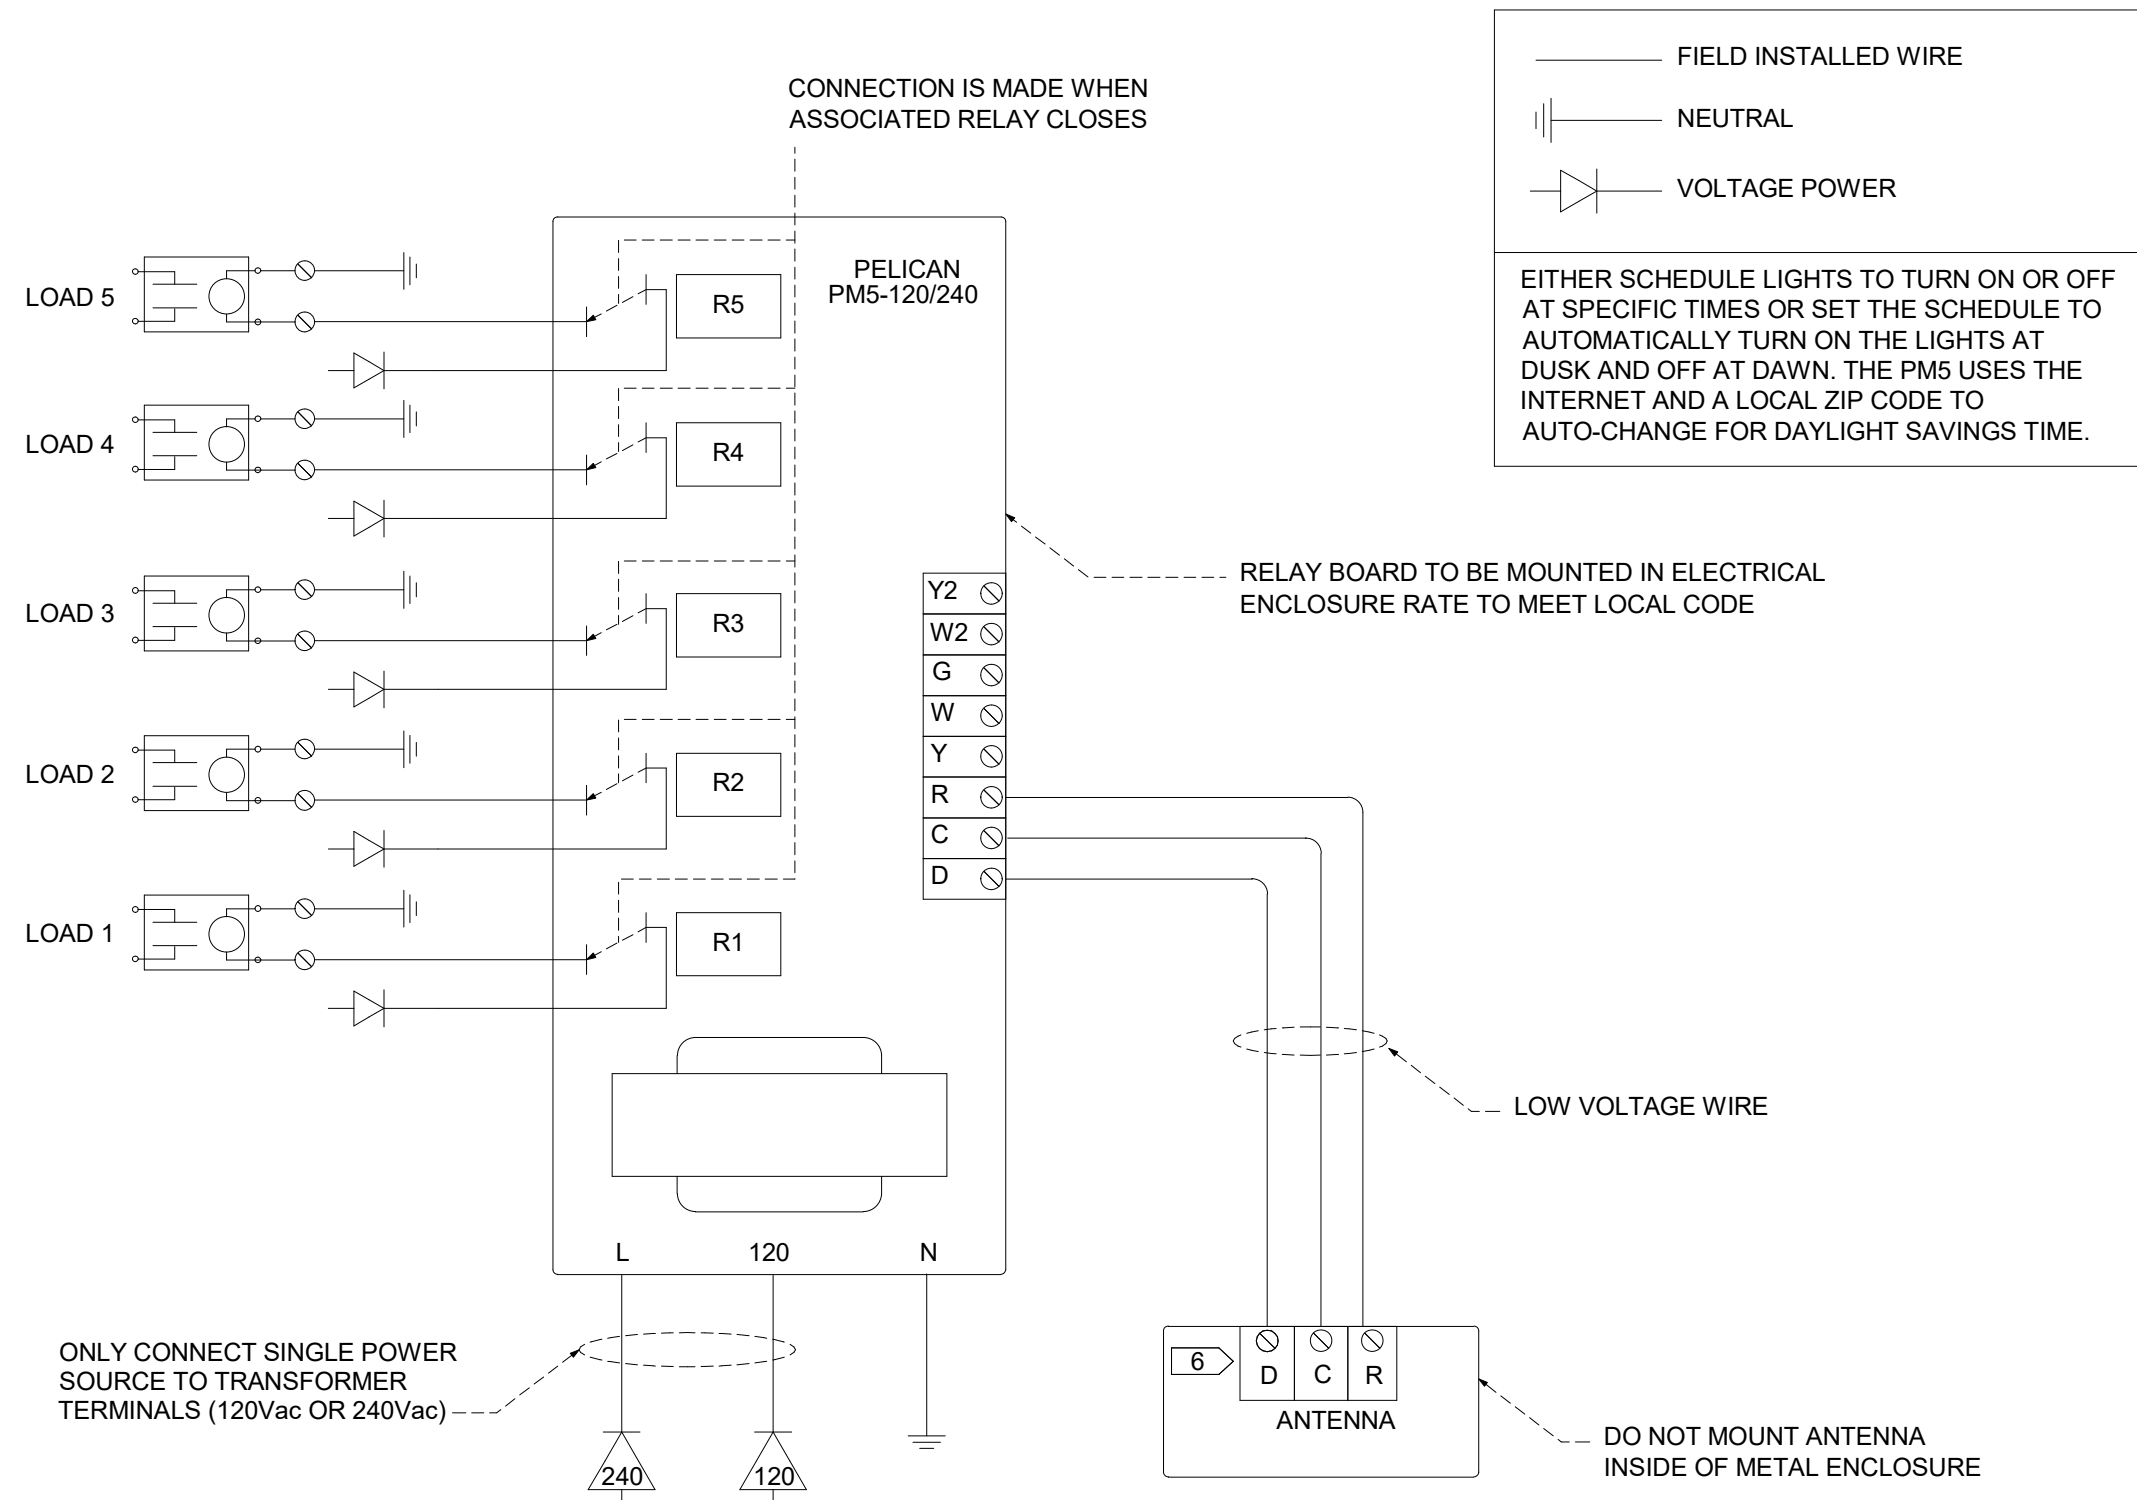 CONNECTION IS MADE WHEN
ASSOCIATED RELAY CLOSES
FIELD INSTALLED WIRE
NEUTRAL
VOLTAGE POWER
EITHER SCHEDULE LIGHTS TO TURN ON OR OFF
AT SPECIFIC TIMES OR SET THE SCHEDULE TO
AUTOMATICALLY TURN ON THE LIGHTS AT
DUSK AND OFF AT DAWN. THE PM5 USES THE
INTERNET AND A LOCAL ZIP CODE TO
AUTO-CHANGE FOR DAYLIGHT SAVINGS TIME.
PELICAN
PM5-120/240
LOAD 5
R5
LOAD 4
R4
LOAD 3
R3
LOAD 2
R2
LOAD 1
R1
Y2
W2
G
W
Y
R
C
D
RELAY BOARD TO BE MOUNTED IN ELECTRICAL
ENCLOSURE RATE TO MEET LOCAL CODE
LOW VOLTAGE WIRE
L
120
N
ONLY CONNECT SINGLE POWER
SOURCE TO TRANSFORMER
TERMINALS (120Vac OR 240Vac)
240
120
6
D
C
R
ANTENNA
DO NOT MOUNT ANTENNA
INSIDE OF METAL ENCLOSURE